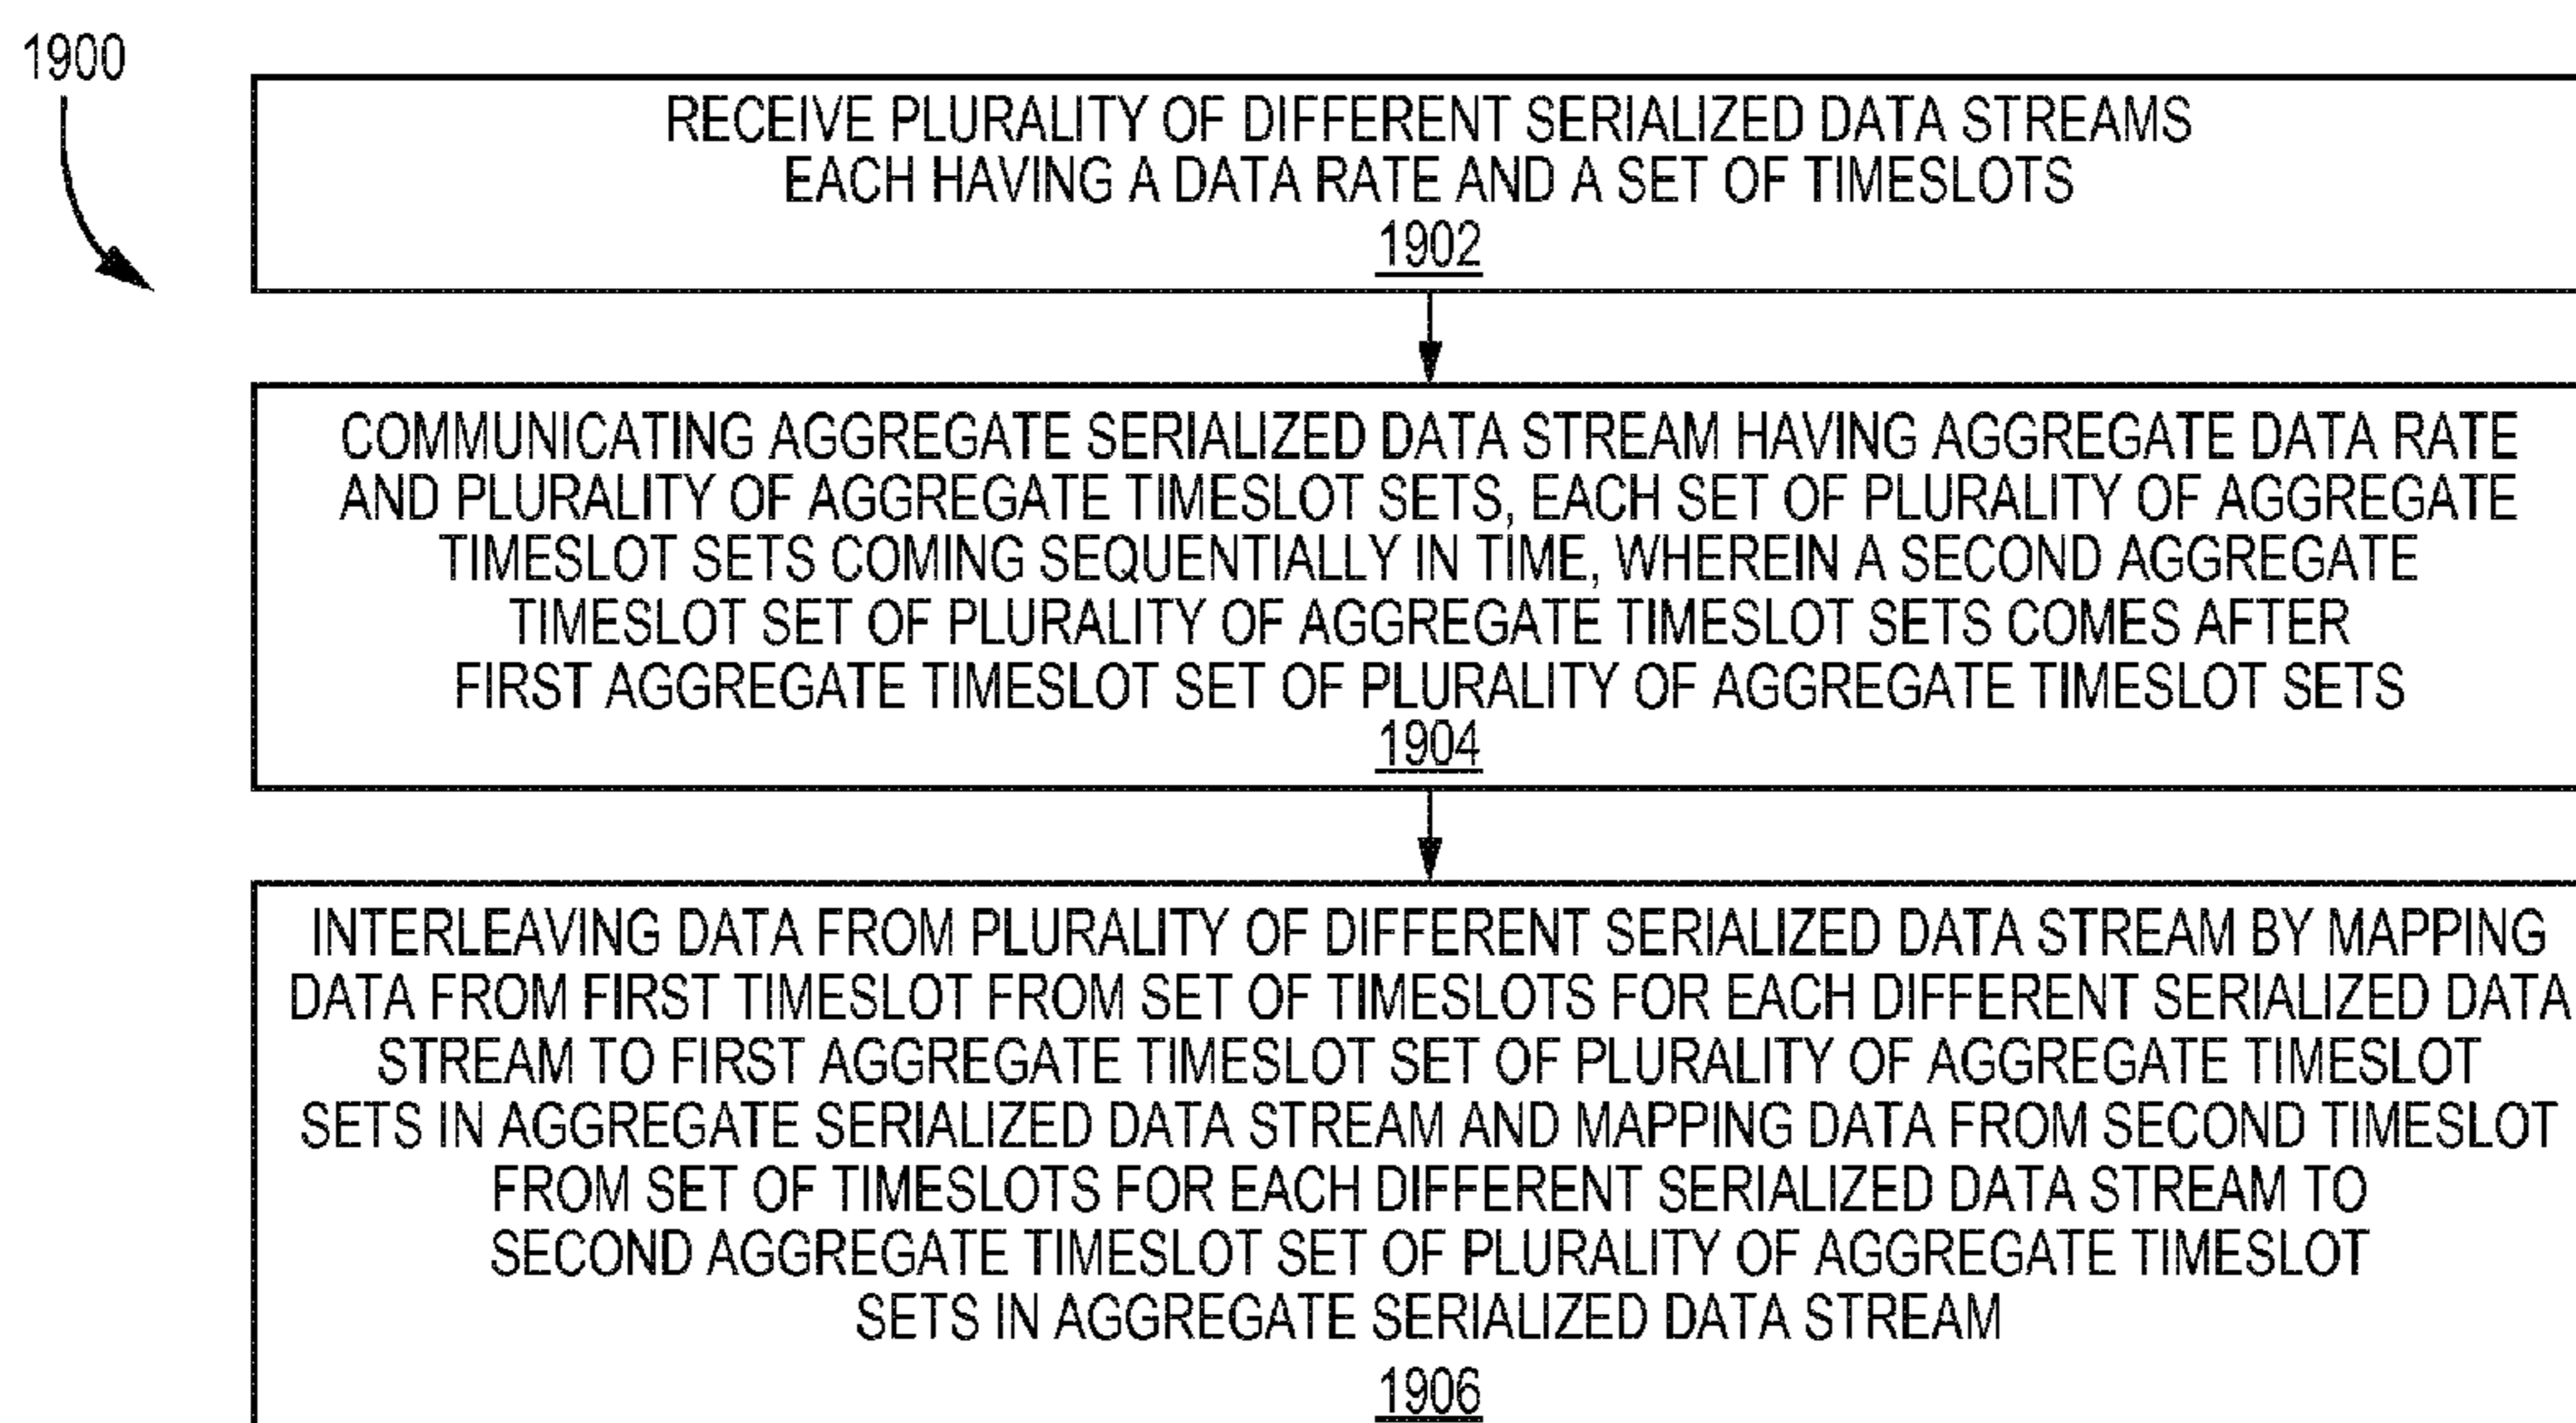 1900
RECEIVE PLURALITY OF DIFFERENT SERIALIZED DATA STREAMS
EACH HAVING A DATA RATE AND A SET OF TIMESLOTS
1902
COMMUNICATING AGGREGATE SERIALIZED DATA STREAM HAVING AGGREGATE DATA RATE
AND PLURALITY OF AGGREGATE TIMESLOT SETS, EACH SET OF PLURALITY OF AGGREGATE
TIMESLOT SETS COMING SEQUENTIALLY IN TIME, WHEREIN A SECOND AGGREGATE
TIMESLOT SET OF PLURALITY OF AGGREGATE TIMESLOT SETS COMES AFTER
FIRST AGGREGATE TIMESLOT SET OF PLURALITY OF AGGREGATE TIMESLOT SETS
1904
INTERLEAVING DATA FROM PLURALITY OF DIFFERENT SERIALIZED DATA STREAM BY MAPPING
DATA FROM FIRST TIMESLOT FROM SET OF TIMESLOTS FOR EACH DIFFERENT SERIALIZED DATA
STREAM TO FIRST AGGREGATE TIMESLOT SET OF PLURALITY OF AGGREGATE TIMESLOT
SETS IN AGGREGATE SERIALIZED DATA STREAM AND MAPPING DATA FROM SECOND TIMESLOT
FROM SET OF TIMESLOTS FOR EACH DIFFERENT SERIALIZED DATA STREAM TO
SECOND AGGREGATE TIMESLOT SET OF PLURALITY OF AGGREGATE TIMESLOT
SETS IN AGGREGATE SERIALIZED DATA STREAM
1906